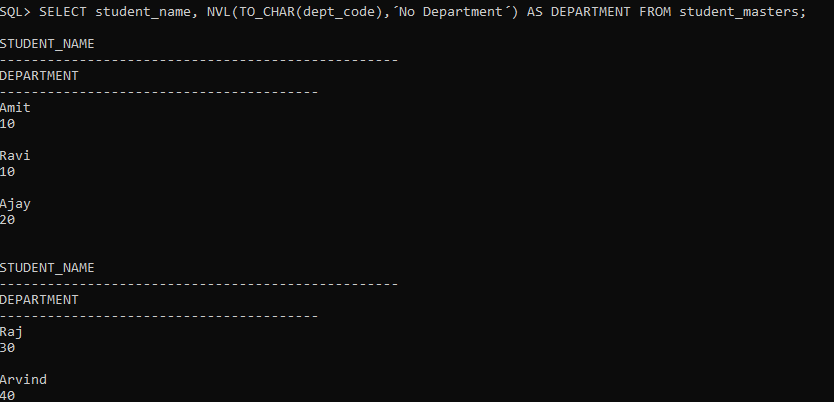 SQL> SELECT student_name, NVL(TO_CHAR(dept_code),´No Department´) AS DEPARTMENT FROM student_masters;
STUDENT_NAME
--------------------------------------------------
DEPARTMENT
----------------------------------------
Amit
10
Ravi
10
Ajay
20
STUDENT_NAME
--------------------------------------------------
DEPARTMENT
----------------------------------------
Raj
30
Arvind
40